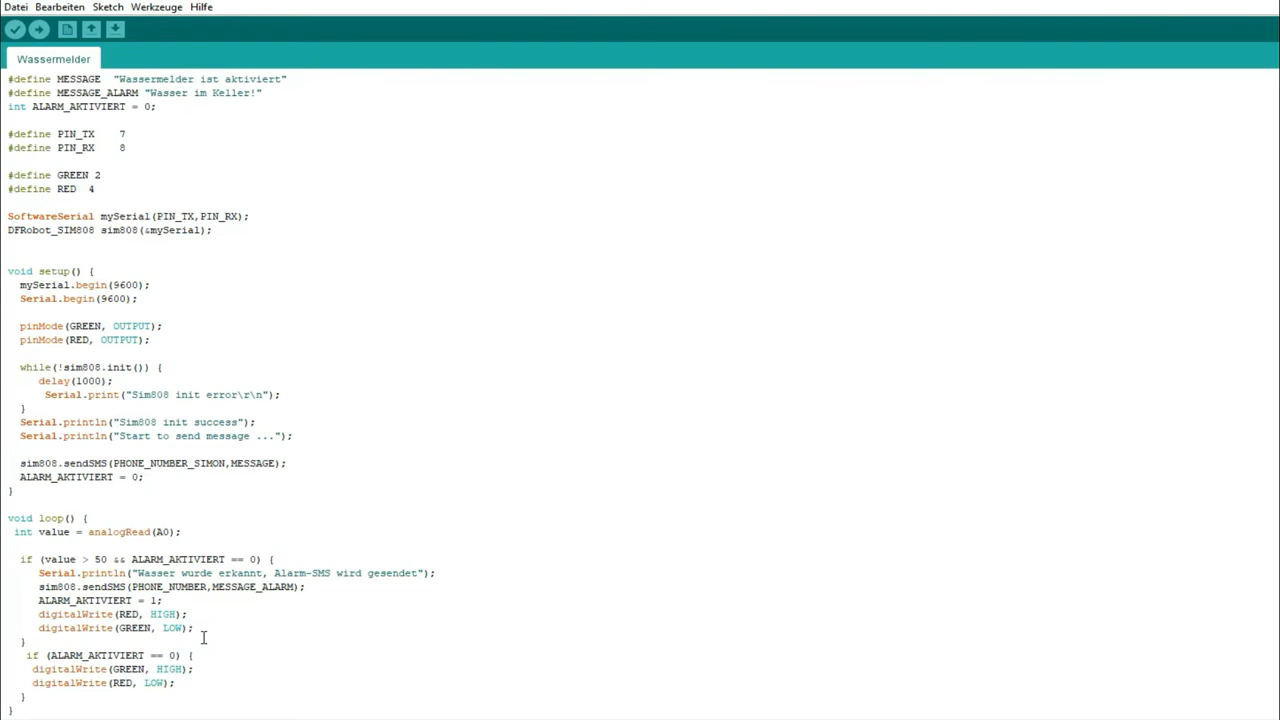 Datei Bearbeiten Sketch Werkzeuge Hilfe
Wassermelder
#define MESSAGE  "Wassermelder ist aktiviert"
#define MESSAGE_ALARM "Wasser im Keller!"
int ALARM_AKTIVIERT = 0;
#define PIN_TX    7
#define PIN_RX    8
#define GREEN 2
#define RED  4
SoftwareSerial mySerial(PIN_TX,PIN_RX);
DFRobot_SIM808 sim808(&mySerial);
void setup() {
mySerial.begin(9600);
Serial.begin(9600);
pinMode(GREEN, OUTPUT);
pinMode(RED, OUTPUT);
while(!sim808.init()) {
delay(1000);
Serial.print("Sim808 init error\r\n");
}
Serial.println("Sim808 init success");
Serial.println("Start to send message ...");
sim808.sendSMS(PHONE_NUMBER_SIMON,MESSAGE);
ALARM_AKTIVIERT = 0;
}
void loop() {
int value = analogRead(A0);
if (value > 50 && ALARM_AKTIVIERT == 0) {
Serial.println("Wasser wurde erkannt, Alarm-SMS wird gesendet");
sim808.sendSMS(PHONE_NUMBER,MESSAGE_ALARM);
ALARM_AKTIVIERT = 1;
digitalWrite(RED, HIGH);
digitalWrite(GREEN, LOW);
}
if (ALARM_AKTIVIERT == 0) {
digitalWrite(GREEN, HIGH);
digitalWrite(RED, LOW);
}
}